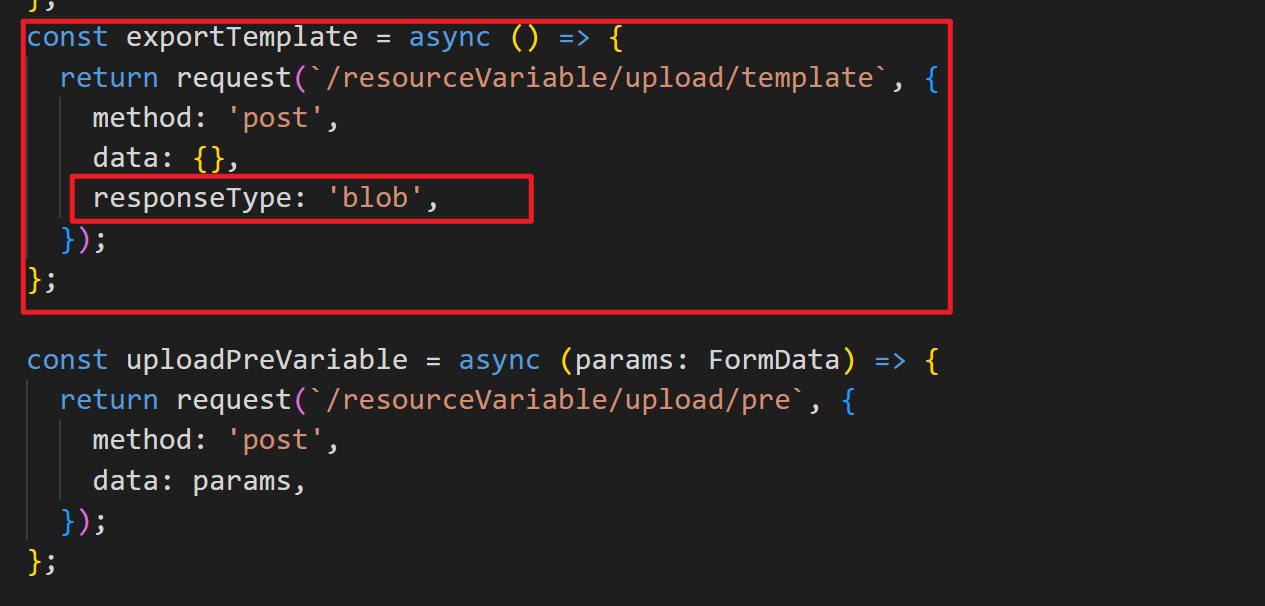 };
const exportTemplate = async () => {
  return request(`/resourceVariable/upload/template`, {
    method: 'post',
    data: {},
    responseType: 'blob',
  });
};

const uploadPreVariable = async (params: FormData) => {
  return request(`/resourceVariable/upload/pre`, {
    method: 'post',
    data: params,
  });
};